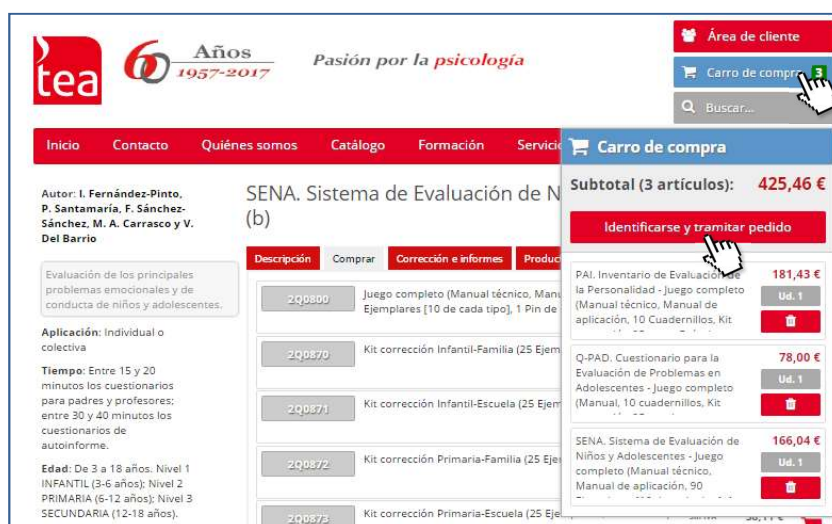 tea
60 Años
1957-2017
Pasión por la psicología
Área de cliente
Carro de compra 3
Buscar...
Inicio Contacto Quiénes somos Catálogo Formación
Carro de compra
Subtotal (3 artículos): 425,46 €
Identificarse y tramitar pedido
Autor: I. Fernández-Pinto,
P. Santamaría, F. Sánchez-
Sánchez, M. A. Carrasco y V.
Del Barrio
Evaluación de los principales
problemas emocionales y de
conducta de niños y adolescentes.
Aplicación: Individual o
colectiva
Tiempo: Entre 15 y 20
minutos los cuestionarios
para padres y profesores;
entre 30 y 40 minutos los
cuestionarios de
autoinforme.
Edad: De 3 a 18 años. Nivel 1
INFANTIL (3-6 años); Nivel 2
PRIMARIA (6-12 años); Nivel 3
SECUNDARIA (12-18 años).
SENA. Sistema de Evaluación de N
(b)
Descripción Comprar Corrección e informes
2Q0800 Juego completo (Manual técnico,
Ejemplares [10 de cada tipo], 1 Pin de
2Q0870 Kit corrección Infantil-Familia (25
2Q0871 Kit corrección Infantil-Escuela (25
2Q0872 Kit corrección Primaria-Familia (25
2Q0873 Kit corrección Primaria-Escuela (25
PAI. Inventario de Evaluación de
la Personalidad - Juego completo
(Manual técnico, Manual de
aplicación, 10 Cuadernillos, Kit
181,43 €
Ud. 1
Q-PAD. Cuestionario para la
Evaluación de Problemas en
Adolescentes - Juego completo
(Manual, 10 cuadernillos, Kit
78,00 €
Ud. 1
SENA. Sistema de Evaluación de
Niños y Adolescentes - Juego
completo (Manual técnico,
Manual de aplicación, 90
166,04 €
Ud. 1